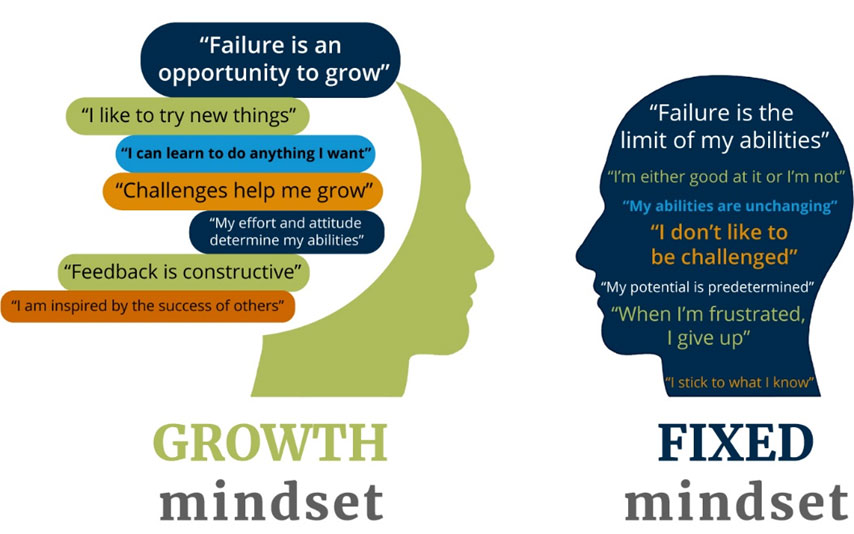 “Failure is an
opportunity to grow”
“I like to try new things”
“I can learn to do anything I want”
“Challenges help me grow”
“My effort and attitude
determine my abilities”
“Feedback is constructive”
“I am inspired by the success of others”
GROWTH
mindset
“Failure is the
limit of my abilities”
“I’m either good at it or I’m not”
“My abilities are unchanging”
“I don’t like to
be challenged”
“My potential is predetermined”
“When I’m frustrated,
I give up”
“I stick to what I know”
FIXED
mindset